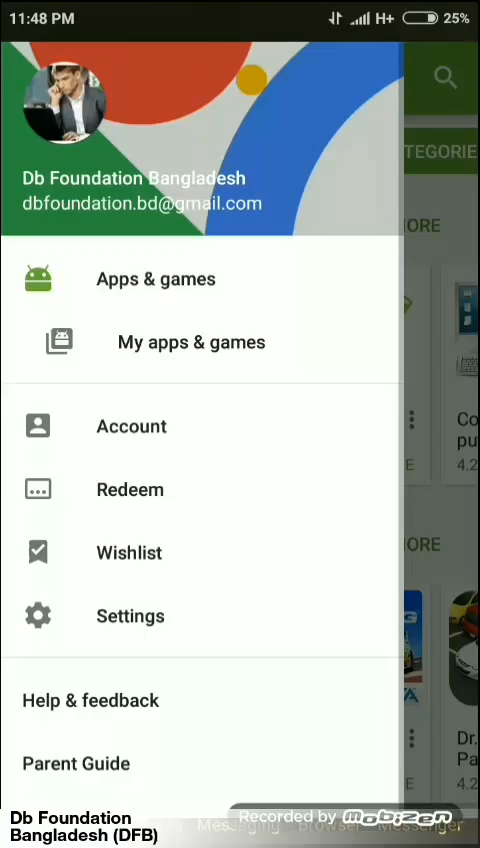 11:48 PM
H+
25%
Db Foundation Bangladesh
dbfoundation.bd@gmail.com
TEGORIE
Apps & games
ORE
My apps & games
Account
Co
pu
E
4.2
Redeem
Wishlist
ORE
Settings
G
Help & feedback
Dr.
Pa
Parent Guide
E
4.2
Recorded by Mobizen
Db Foundation
Bangladesh (DFB)
Messaging
Browser
Messenger